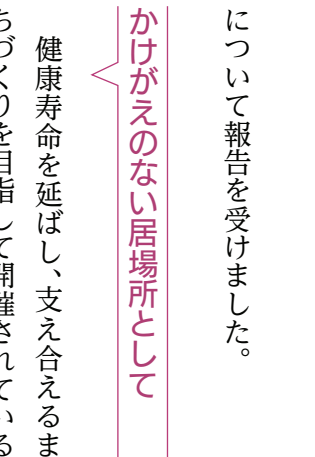 について報告を受けました。
かけがえのない居場所として
健康寿命を延ばし、支え合えるま
ちづくりを目指して開催されている